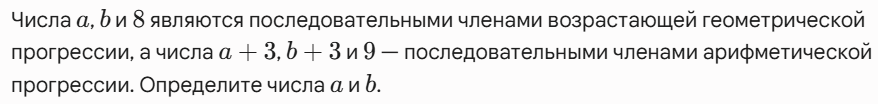 Числа a, b и 8 являются последовательными членами возрастающей геометрической
прогрессии, а числа a + 3, b + 3 и 9 — последовательными членами арифметической
прогрессии. Определите числа a и b.